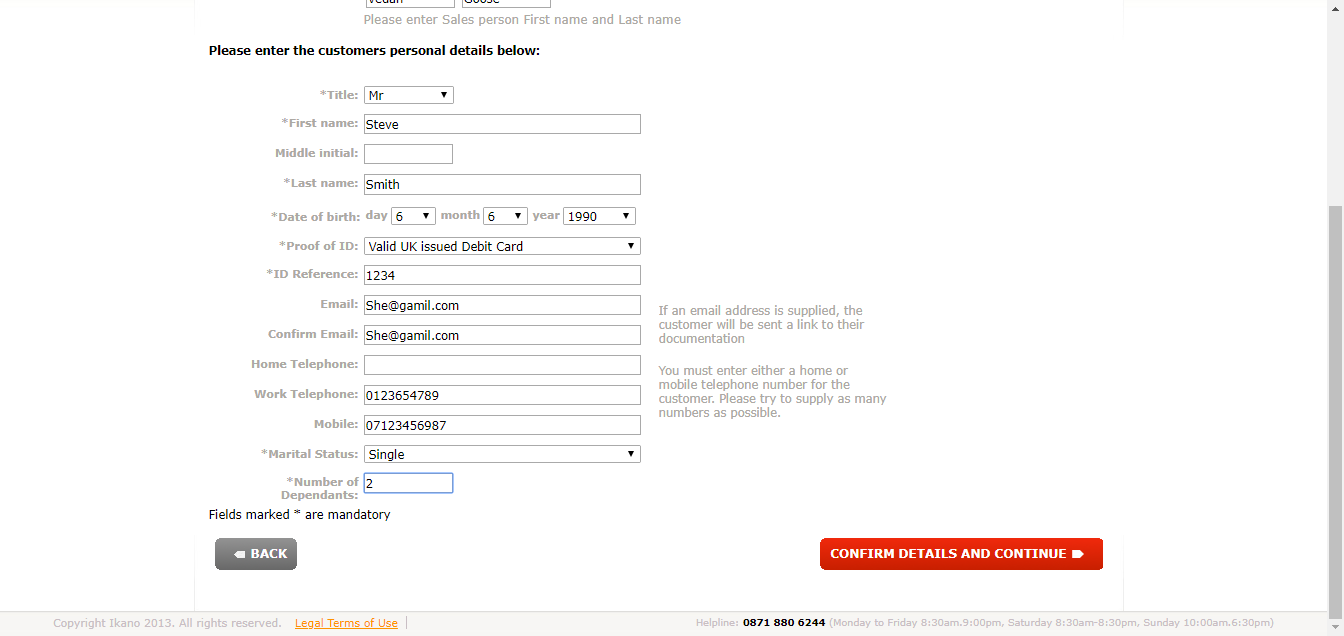 Vedan Goose
Please enter Sales person First name and Last name
Please enter the customers personal details below:
*Title: Mr
*First name: Steve
Middle initial:
*Last name: Smith
*Date of birth: day 6 month 6 year 1990
*Proof of ID: Valid UK issued Debit Card
*ID Reference: 1234
Email: She@gamil.com
If an email address is supplied, the
customer will be sent a link to their
documentation
Confirm Email: She@gamil.com
Home Telephone:
You must enter either a home or
mobile telephone number for the
customer. Please try to supply as many
numbers as possible.
Work Telephone: 0123654789
Mobile: 07123456987
*Marital Status: Single
*Number of
Dependants: 2
Fields marked * are mandatory
BACK
CONFIRM DETAILS AND CONTINUE
Copyright Ikano 2013. All rights reserved. Legal Terms of Use
Helpline: 0871 880 6244 (Monday to Friday 8:30am.9:00pm, Saturday 8:30am-8:30pm, Sunday 10:00am.6:30pm)